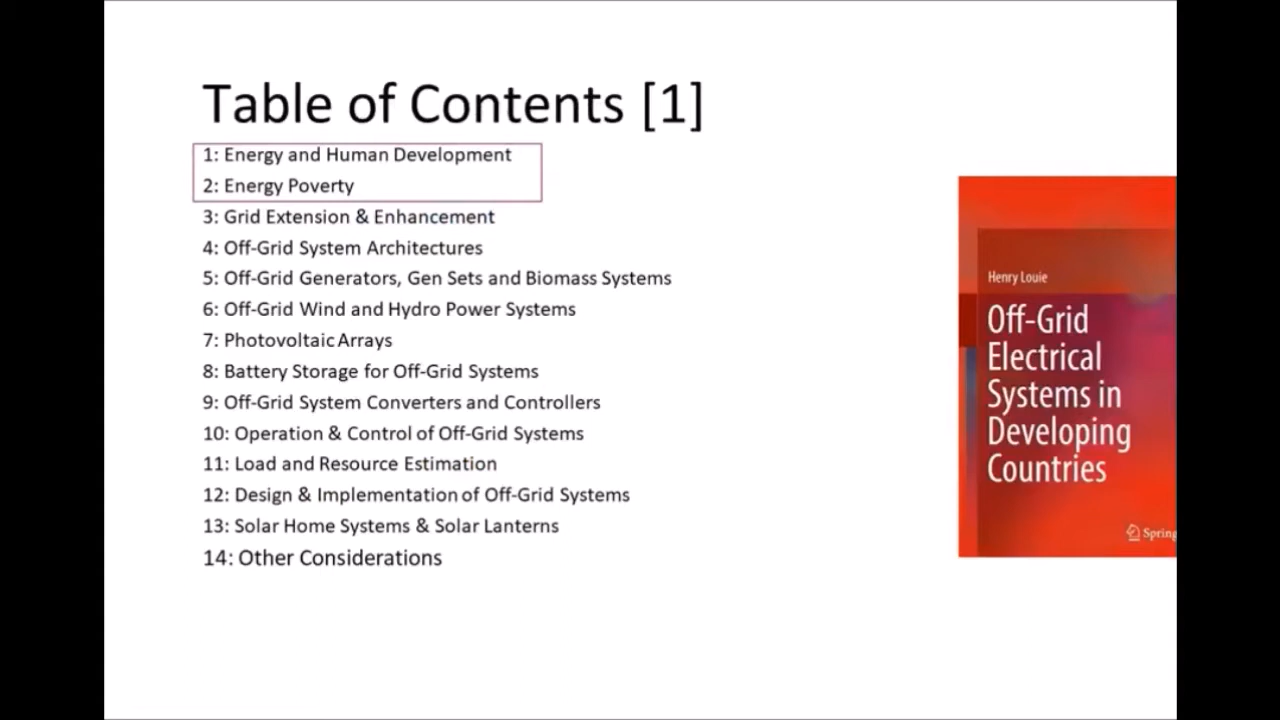 Table of Contents [1]
1: Energy and Human Development
2: Energy Poverty
3: Grid Extension & Enhancement
4: Off-Grid System Architectures
5: Off-Grid Generators, Gen Sets and Biomass Systems
6: Off-Grid Wind and Hydro Power Systems
7: Photovoltaic Arrays
8: Battery Storage for Off-Grid Systems
9: Off-Grid System Converters and Controllers
10: Operation & Control of Off-Grid Systems
11: Load and Resource Estimation
12: Design & Implementation of Off-Grid Systems
13: Solar Home Systems & Solar Lanterns
14: Other Considerations
Henry Louie
Off-Grid
Electrical
Systems in
Developing
Countries
Spring